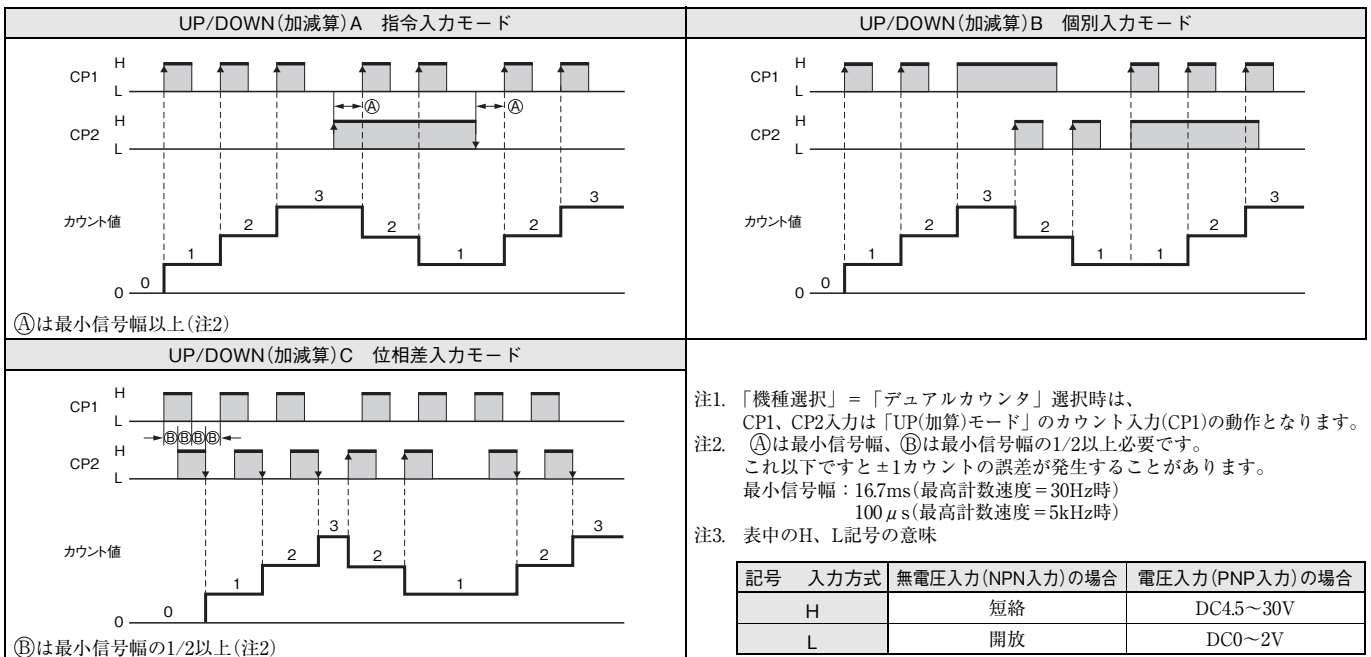 UP/DOWN(加減算)A 指令入力モード
CP1 H
L
Ⓐ Ⓐ
CP2 H
L
カウント値
0 0 1 2 3 2 1 2 3
Ⓐは最小信号幅以上(注2)
UP/DOWN(加減算)B 個別入力モード
CP1 H
L
CP2 H
L
カウント値
0 0 1 2 3 2 1 1 2 3
UP/DOWN(加減算)C 位相差入力モード
CP1 H
L
ⒷⒷⒷⒷ
CP2 H
L
カウント値
0 0 1 2 3 2 1 2 3
Ⓑは最小信号幅の1/2以上(注2)
注1. 「機種選択」=「デュアルカウンタ」選択時は、
CP1、CP2入力は「UP(加算)モード」のカウント入力(CP1)の動作となります。
注2. Ⓐは最小信号幅、Ⓑは最小信号幅の1/2以上必要です。
これ以下ですと±1カウントの誤差が発生することがあります。
最小信号幅：16.7ms(最高計数速度=30Hz時)
100μs(最高計数速度=5kHz時)
注3. 表中のH、L記号の意味
記号 入力方式 無電圧入力(NPN入力)の場合 電圧入力(PNP入力)の場合
H 短絡 DC4.5～30V
L 開放 DC0～2V